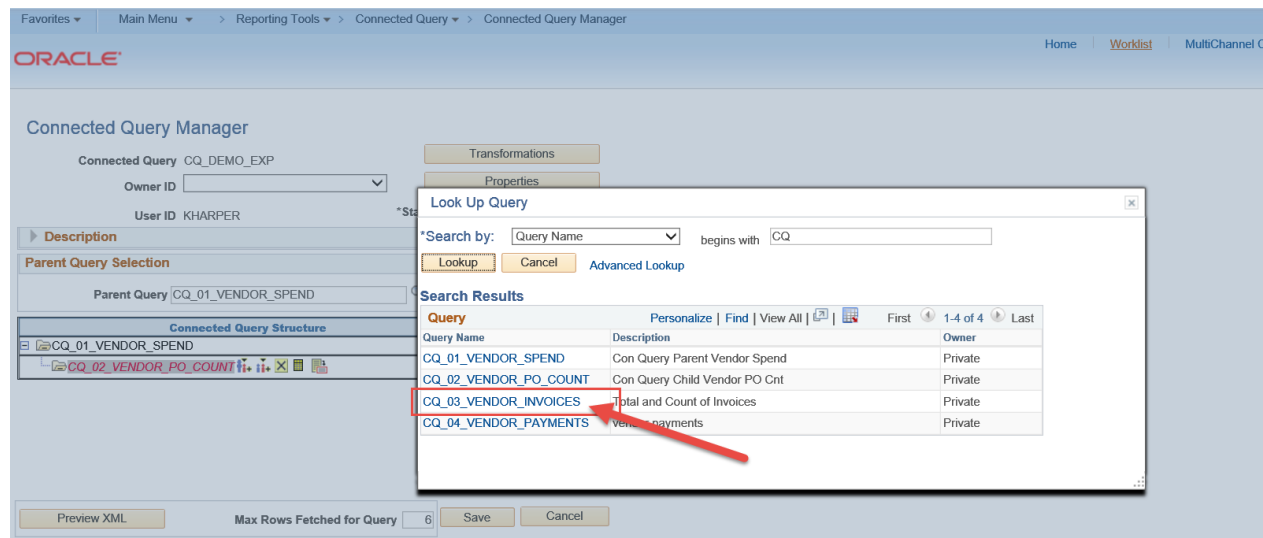 Favorites Main Menu > Reporting Tools > Connected Query > Connected Query Manager
Home Worklist MultiChannel
ORACLE
Connected Query Manager
Connected Query CQ_DEMO_EXP
Transformations
Owner ID
Properties
User ID KHARPER
Description
Parent Query Selection
Parent Query CQ_01_VENDOR_SPEND
Connected Query Structure
CQ_01_VENDOR_SPEND
CQ_02_VENDOR_PO_COUNT
Look Up Query
*Search by: Query Name begins with CQ
Lookup Cancel Advanced Lookup
Search Results
Query Personalize | Find | View All | | First 1-4 of 4 Last
Query Name Description Owner
CQ_01_VENDOR_SPEND Con Query Parent Vendor Spend Private
CQ_02_VENDOR_PO_COUNT Con Query Child Vendor PO Cnt Private
CQ_03_VENDOR_INVOICES Total and Count of Invoices Private
CQ_04_VENDOR_PAYMENTS vendor payments Private
Preview XML Max Rows Fetched for Query 6 Save Cancel